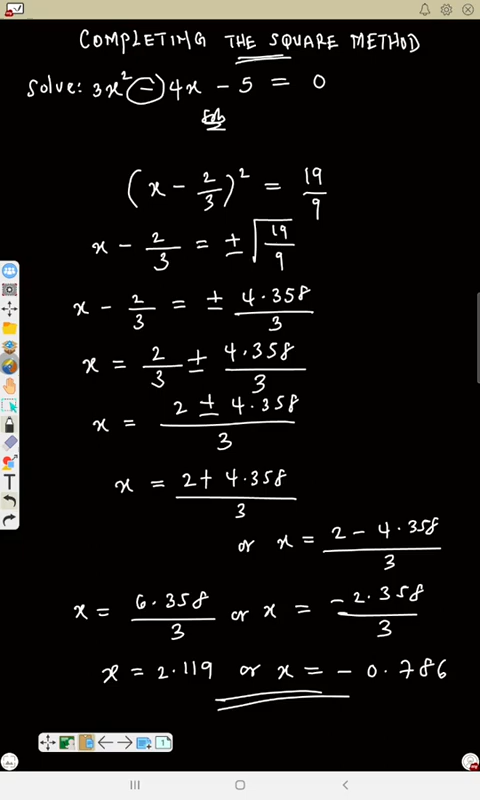 COMPLETING THE SQUARE METHOD
Solve: 3x² − 4x − 5 = 0
Soln
(x − 2/3)² = 19/9
x − 2/3 = ± √(19/9)
x − 2/3 = ± 4.358/3
x = 2/3 ± 4.358/3
x = 2 ± 4.358/3
x = 2 + 4.358/3
or x = 2 − 4.358/3
x = 6.358/3 or x = −2.358/3
x = 2.119 or x = − 0.786
T
1